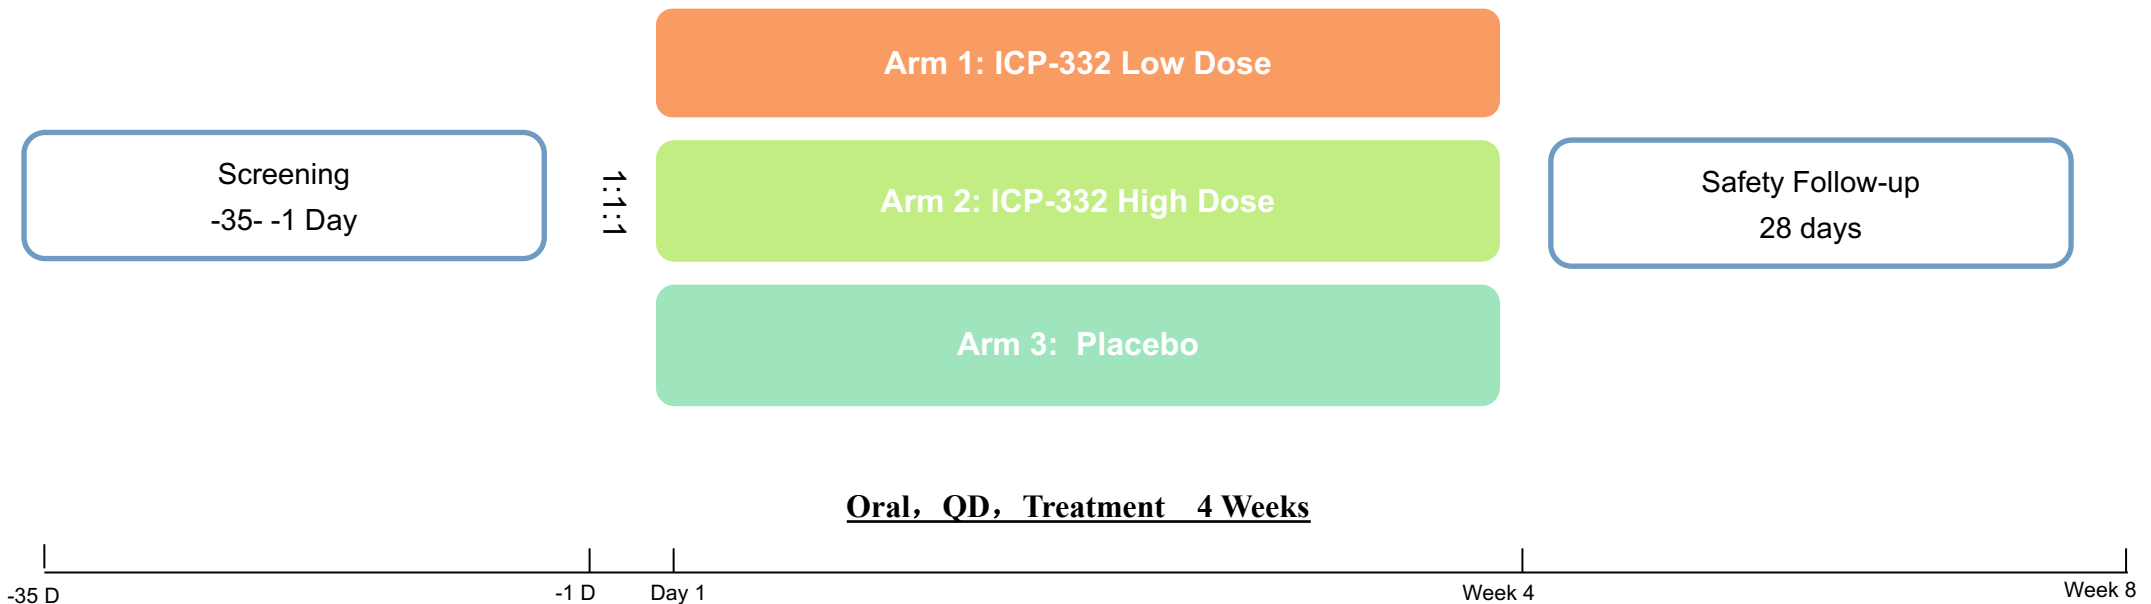 Arm 1: ICP-332 Low Dose
Screening
-35- -1 Day
1:1:1
Arm 2: ICP-332 High Dose
Safety Follow-up
28 days
Arm 3:  Placebo
Oral，QD，Treatment    4 Weeks
-35 D
-1 D
Day 1
Week 4
Week 8